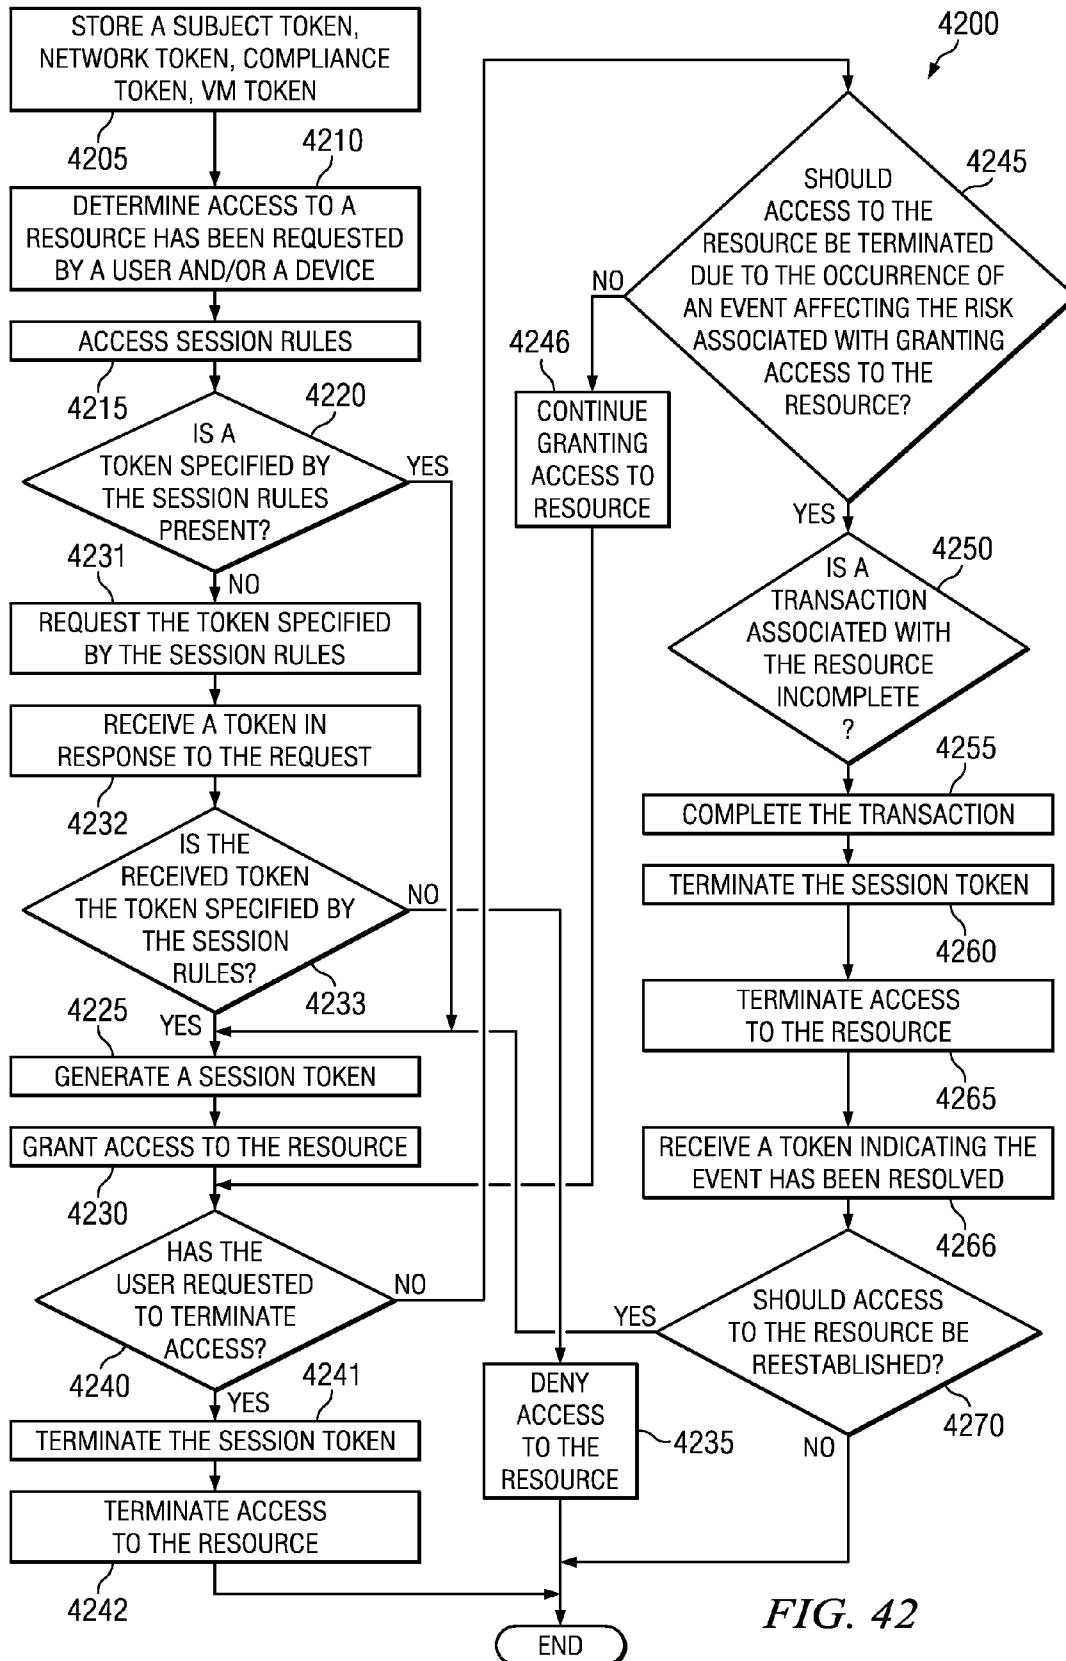 STORE A SUBJECT TOKEN,
NETWORK TOKEN, COMPLIANCE
TOKEN, VM TOKEN
4205
4210
DETERMINE ACCESS TO A
RESOURCE HAS BEEN REQUESTED
BY A USER AND/OR A DEVICE
ACCESS SESSION RULES
4215
4220
IS A
TOKEN SPECIFIED BY
THE SESSION RULES
PRESENT?
YES
4231
NO
REQUEST THE TOKEN SPECIFIED
BY THE SESSION RULES
RECEIVE A TOKEN IN
RESPONSE TO THE REQUEST
4232
IS THE
RECEIVED TOKEN
THE TOKEN SPECIFIED BY
THE SESSION
RULES?
NO
4233
4225
YES
GENERATE A SESSION TOKEN
GRANT ACCESS TO THE RESOURCE
4230
HAS THE
USER REQUESTED
TO TERMINATE
ACCESS?
NO
4240
4241
YES
TERMINATE THE SESSION TOKEN
TERMINATE ACCESS
TO THE RESOURCE
4242
4200
4245
SHOULD
ACCESS TO THE
RESOURCE BE TERMINATED
DUE TO THE OCCURRENCE OF
AN EVENT AFFECTING THE RISK
ASSOCIATED WITH GRANTING
ACCESS TO THE
RESOURCE?
NO
4246
CONTINUE
GRANTING
ACCESS TO
RESOURCE
YES
4250
IS A
TRANSACTION
ASSOCIATED WITH
THE RESOURCE
INCOMPLETE
?
4255
COMPLETE THE TRANSACTION
TERMINATE THE SESSION TOKEN
4260
TERMINATE ACCESS
TO THE RESOURCE
4265
RECEIVE A TOKEN INDICATING THE
EVENT HAS BEEN RESOLVED
4266
SHOULD ACCESS
TO THE RESOURCE BE
REESTABLISHED?
YES
4270
NO
DENY
ACCESS
TO THE
RESOURCE
4235
END
FIG. 42